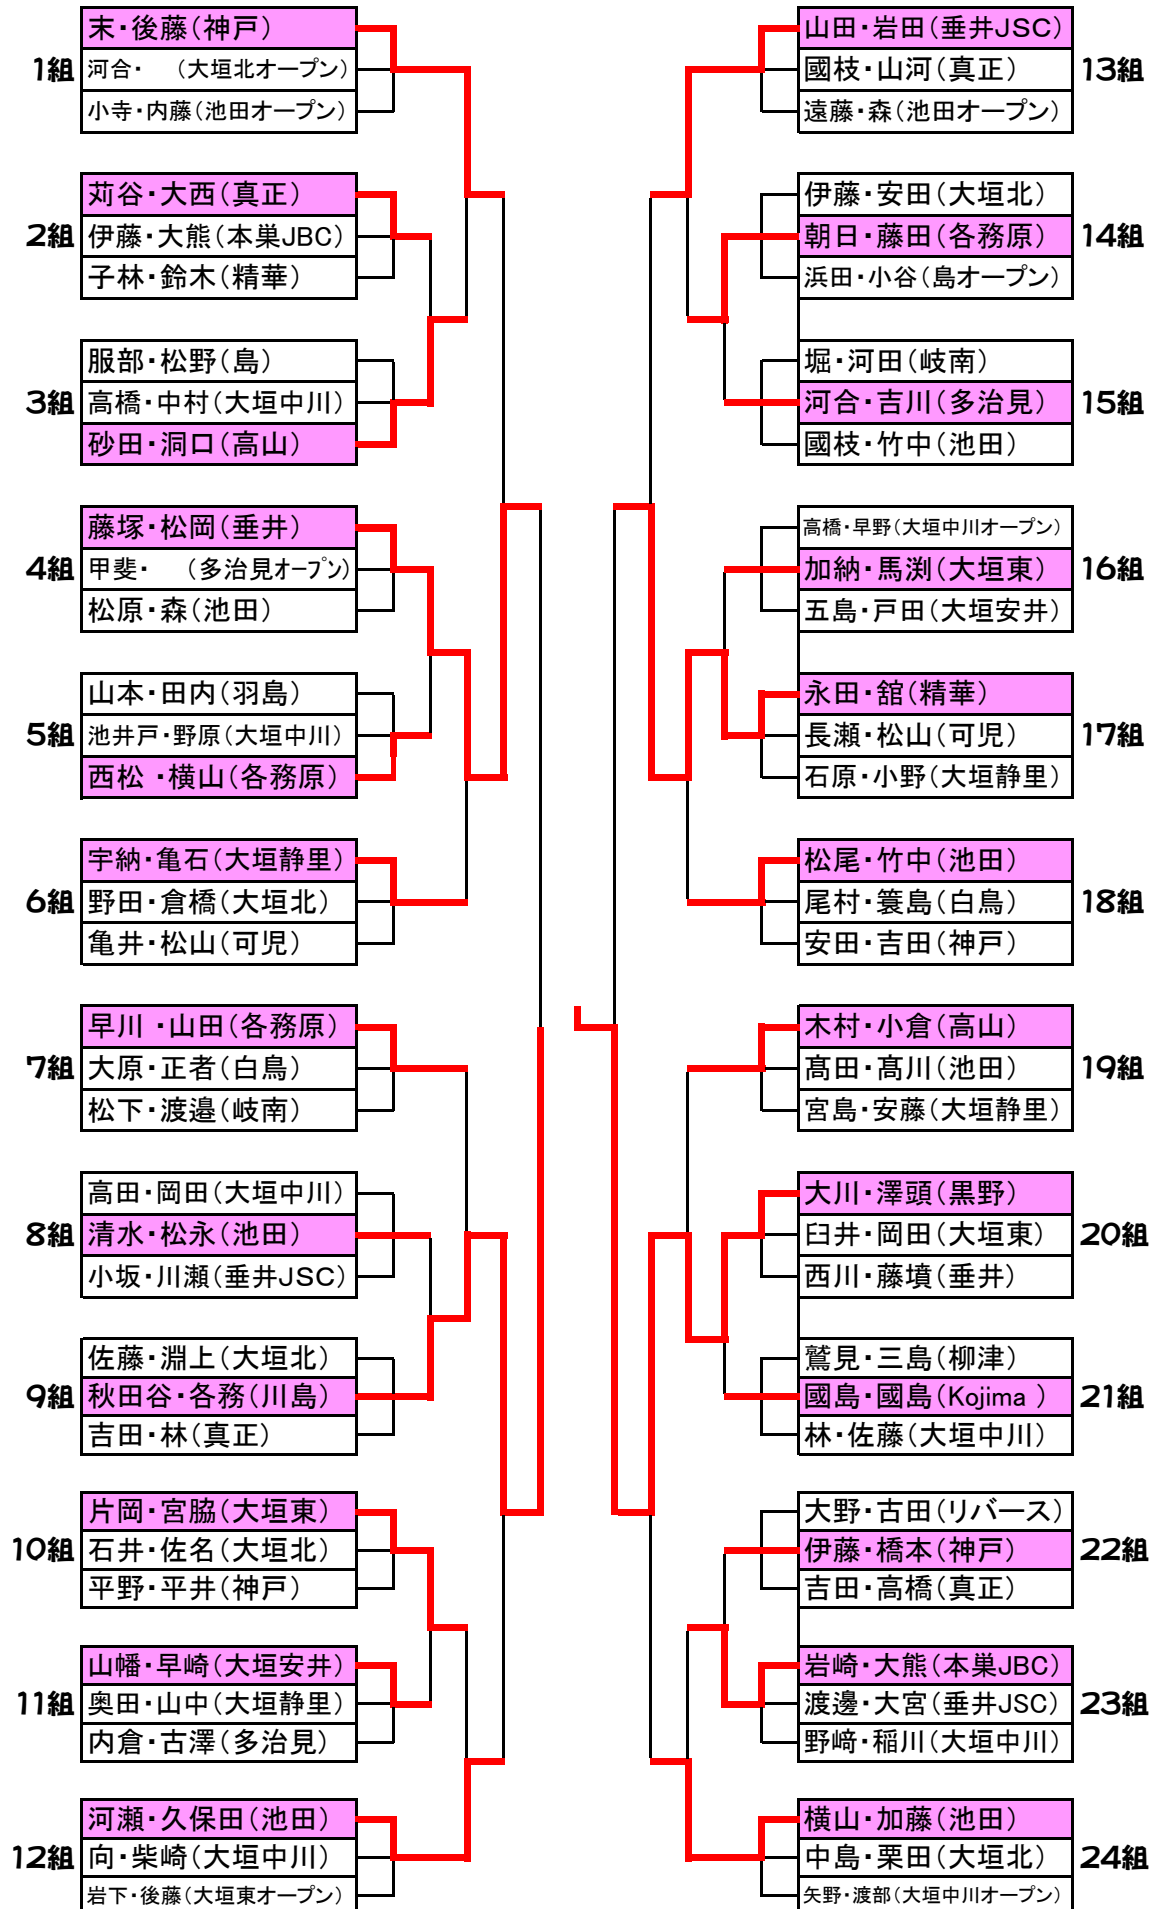 1組
末・後藤(神戸)
河合・　(大垣北オープン)
小寺・内藤(池田オープン)
2組
苅谷・大西(真正)
伊藤・大熊(本巣JBC)
子林・鈴木(精華)
3組
服部・松野(島)
高橋・中村(大垣中川)
砂田・洞口(高山)
4組
藤塚・松岡(垂井)
甲斐・　(多治見オープン)
松原・森(池田)
5組
山本・田内(羽島)
池井戸・野原(大垣中川)
西松 ・横山(各務原)
6組
宇納・亀石(大垣静里)
野田・倉橋(大垣北)
亀井・松山(可児)
7組
早川 ・山田(各務原)
大原・正者(白鳥)
松下・渡邉(岐南)
8組
高田・岡田(大垣中川)
清水・松永(池田)
小坂・川瀬(垂井JSC)
9組
佐藤・淵上(大垣北)
秋田谷・各務(川島)
吉田・林(真正)
10組
片岡・宮脇(大垣東)
石井・佐名(大垣北)
平野・平井(神戸)
11組
山幡・早崎(大垣安井)
奥田・山中(大垣静里)
内倉・古澤(多治見)
12組
河瀬・久保田(池田)
向・柴崎(大垣中川)
岩下・後藤(大垣東オープン)
13組
山田・岩田(垂井JSC)
國枝・山河(真正)
遠藤・森(池田オープン)
14組
伊藤・安田(大垣北)
朝日・藤田(各務原)
浜田・小谷(島オープン)
15組
堀・河田(岐南)
河合・吉川(多治見)
國枝・竹中(池田)
16組
高橋・早野(大垣中川オープン)
加納・馬渕(大垣東)
五島・戸田(大垣安井)
17組
永田・舘(精華)
長瀬・松山(可児)
石原・小野(大垣静里)
18組
松尾・竹中(池田)
尾村・簑島(白鳥)
安田・吉田(神戸)
19組
木村・小倉(高山)
髙田・髙川(池田)
宮島・安藤(大垣静里)
20組
大川・澤頭(黒野)
臼井・岡田(大垣東)
西川・藤墳(垂井)
21組
鷲見・三島(柳津)
國島・國島(Kojima )
林・佐藤(大垣中川)
22組
大野・古田(リバース)
伊藤・橋本(神戸)
吉田・高橋(真正)
23組
岩崎・大熊(本巣JBC)
渡邊・大宮(垂井JSC)
野﨑・稲川(大垣中川)
24組
横山・加藤(池田)
中島・栗田(大垣北)
矢野・渡部(大垣中川オープン)